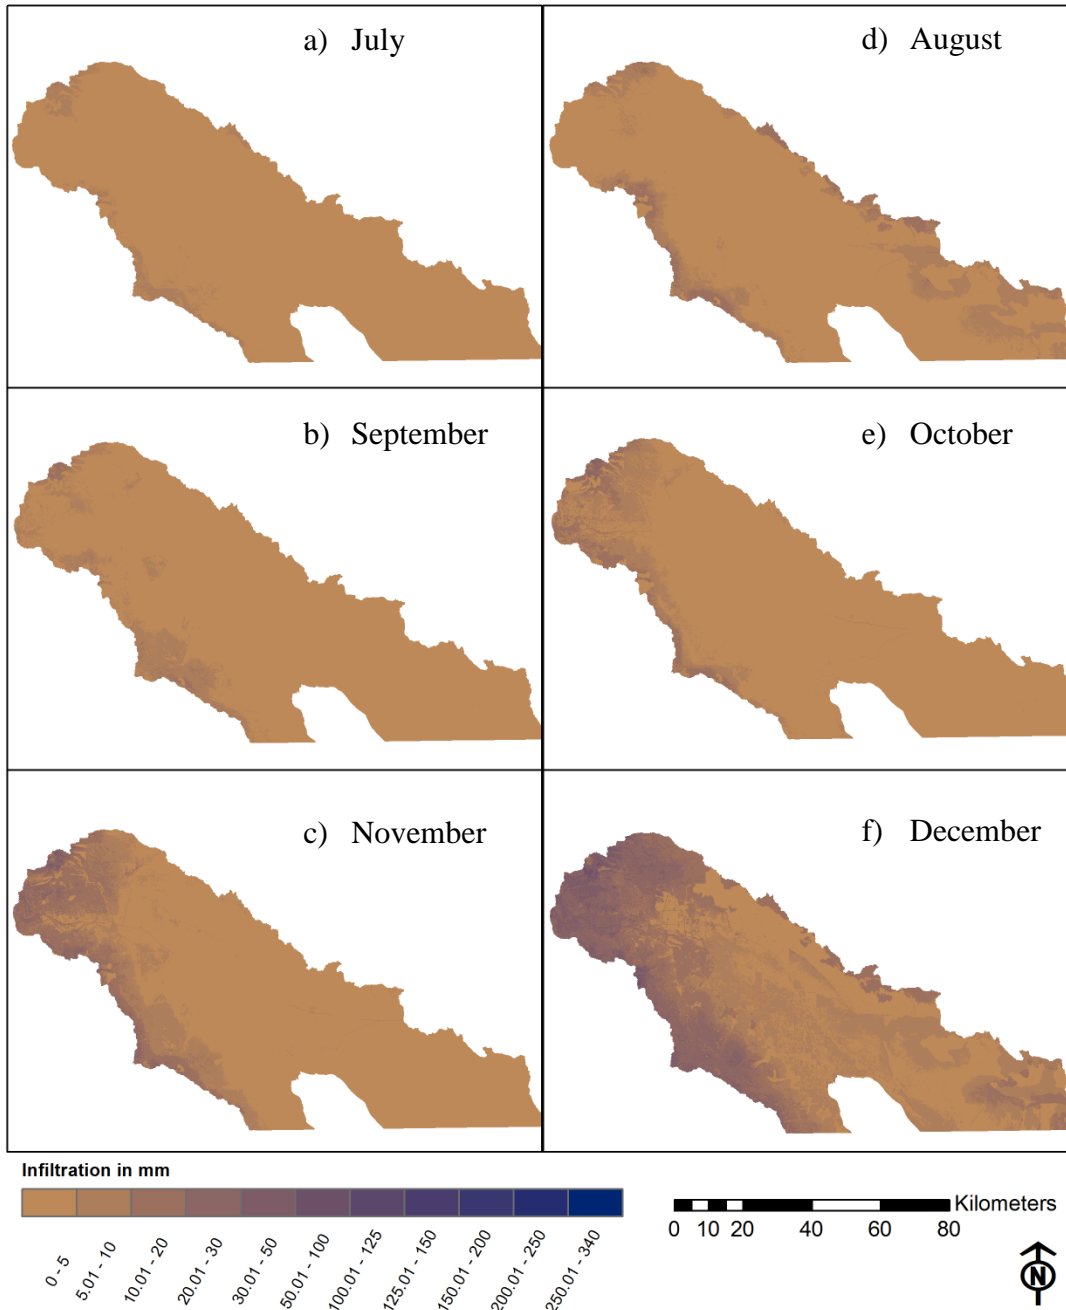 a) July
d) August
b) September
e) October
c) November
f) December
Infiltration in mm
0 - 5
5.01 - 10
10.01 - 20
20.01 - 30
30.01 - 50
50.01 - 100
100.01 - 125
125.01 - 150
150.01 - 200
200.01 - 250
250.01 - 340
Kilometers
0 10 20 40 60 80
N